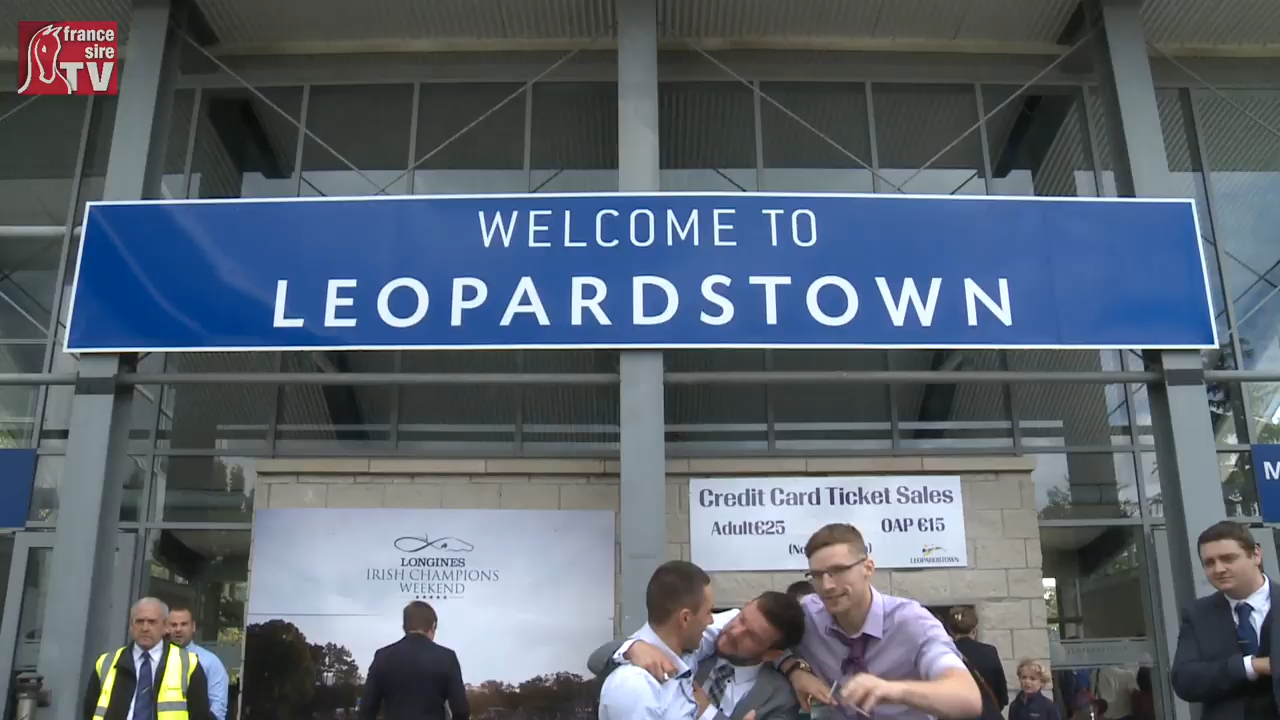 france
sire
TV
WELCOME TO
LEOPARDSTOWN
Credit Card Ticket Sales
Adult€25 OAP €15
LEOPARDSTOWN
LONGINES
IRISH CHAMPIONS
WEEKEND
M